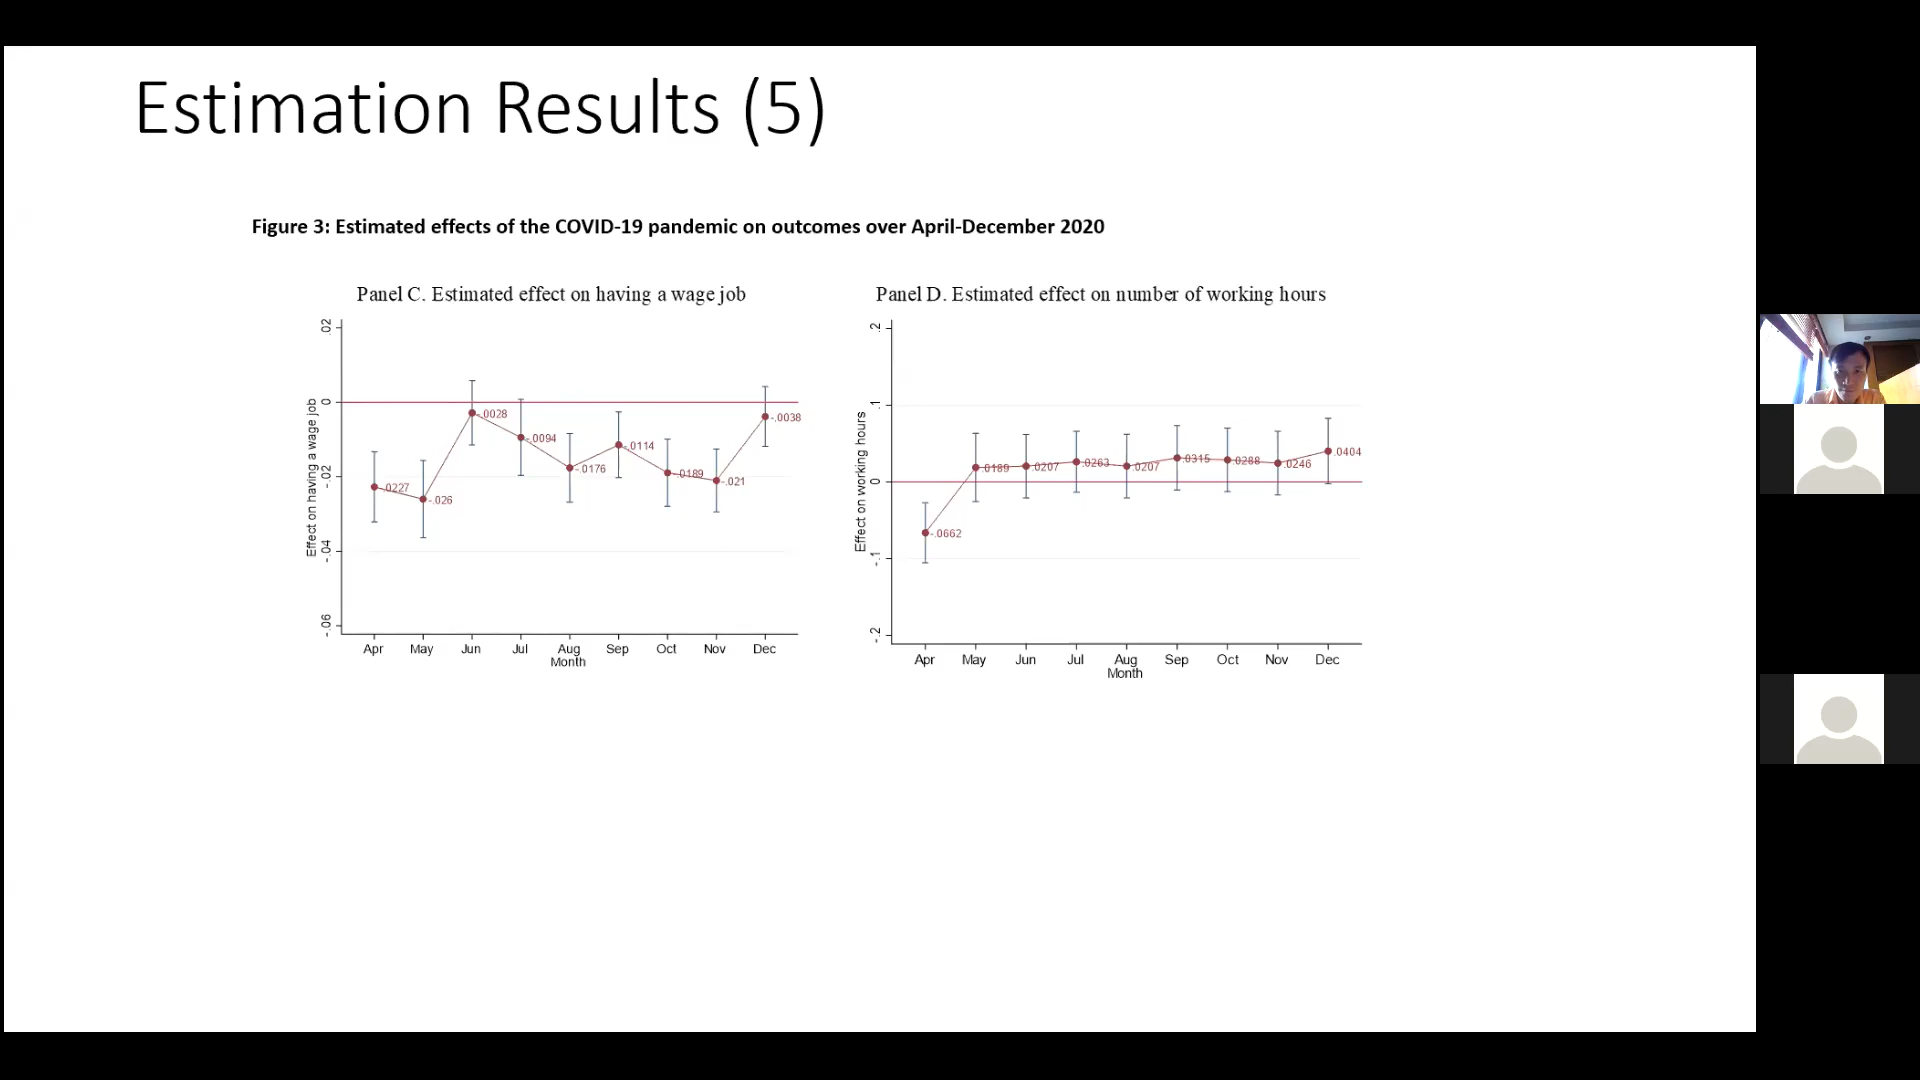 Estimation Results (5)
Figure 3: Estimated effects of the COVID-19 pandemic on outcomes over April-December 2020
Panel C. Estimated effect on having a wage job
Effect on having a wage job
.02
0
-.02
-.04
-.06
-.0227
-.026
-.0028
-.0094
-.0176
-.0114
-.0189
-.021
-.0038
Apr May Jun Jul Aug Sep Oct Nov Dec
Month
Panel D. Estimated effect on number of working hours
Effect on working hours
.2
.1
0
-.1
-.2
-.0662
.0189
.0207
.0263
.0207
.0315
.0288
.0246
.0404
Apr May Jun Jul Aug Sep Oct Nov Dec
Month